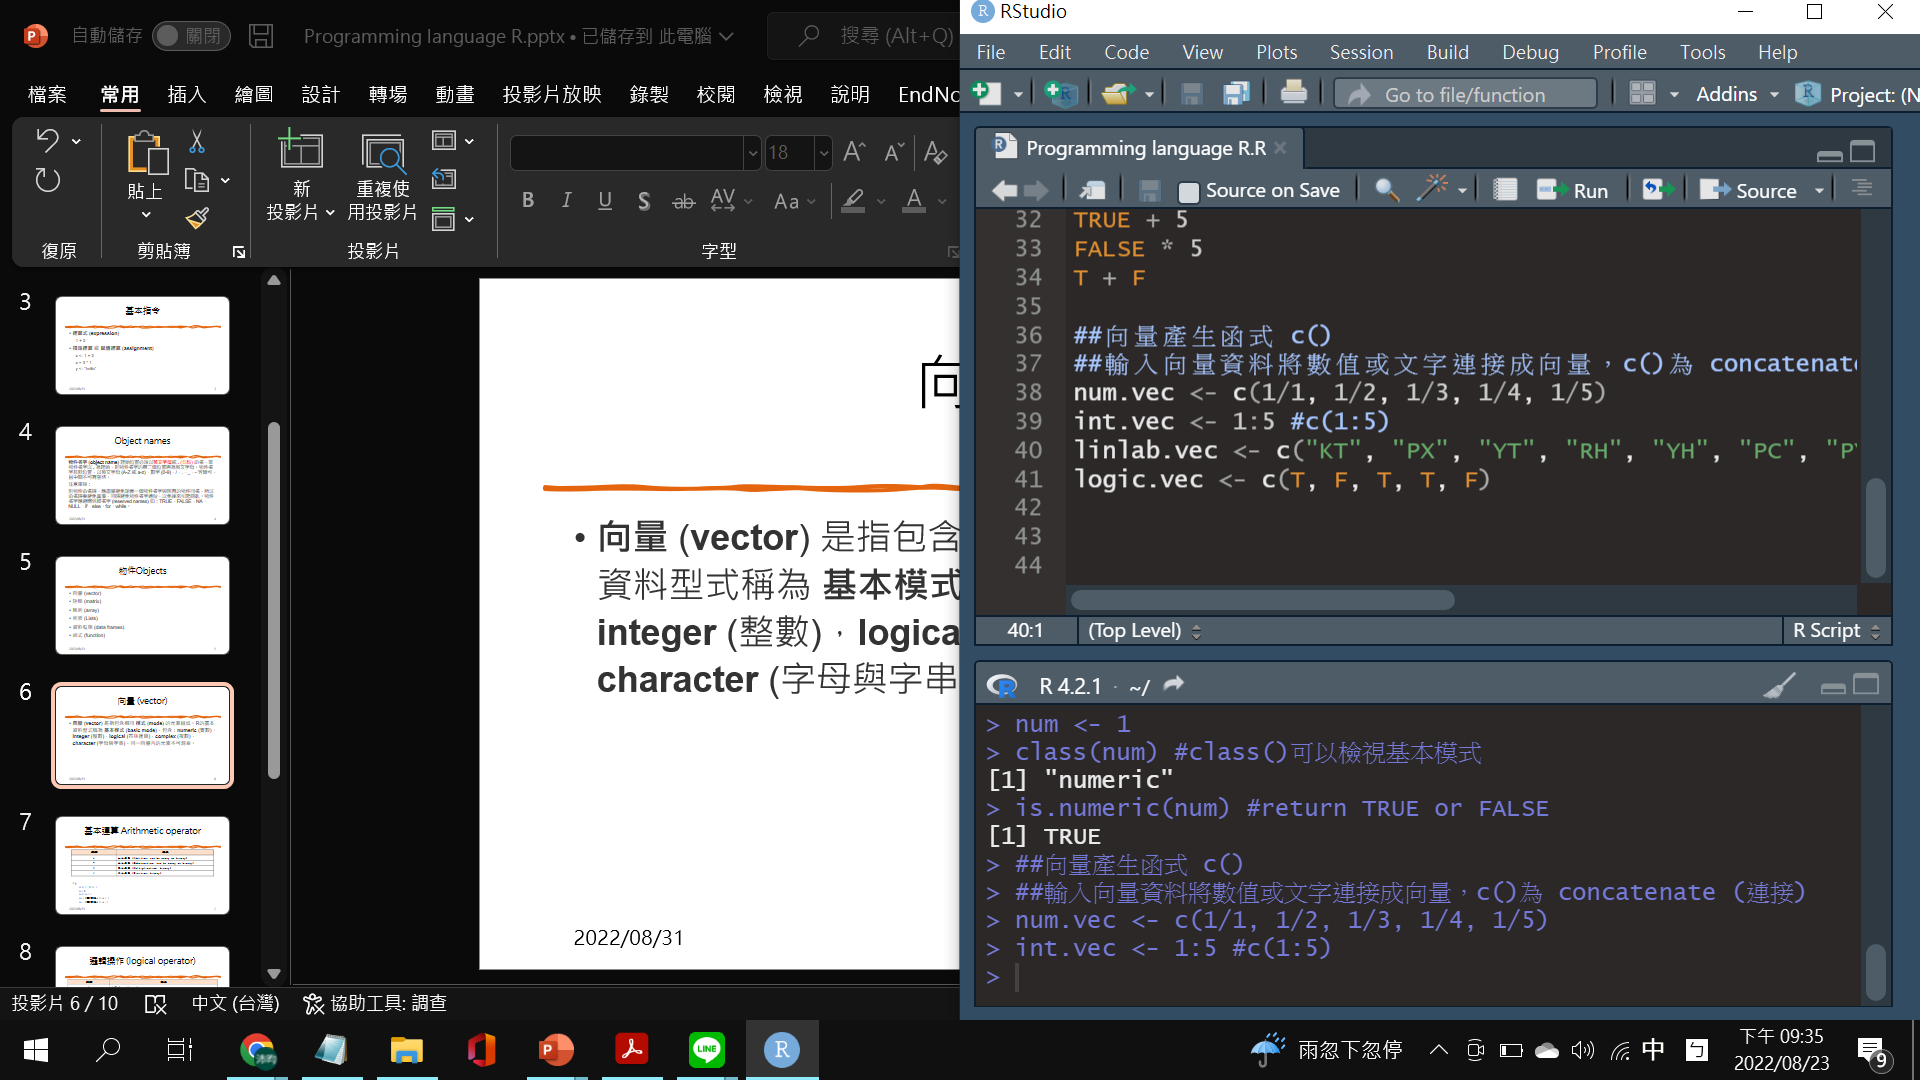 自動儲存 關閉
Programming language R.pptx • 已儲存到 此電腦
搜尋 (Alt+Q)
檔案 常用 插入 繪圖 設計 轉場 動畫 投影片放映 錄製 校閱 檢視 說明 EndNo
貼上
新
投影片
重複使
用投影片
18
B I U S ab AV Aa A
復原 剪貼簿 投影片 字型
3
基本指令
4
Object names
5
物件Objects
• 向量 (vector)
6
向量 (vector)
7
基本運算 Arithmetic operator
8
邏輯操作 (logical operator)
向
• 向量 (vector) 是指包含
資料型式稱為 基本模式
integer (整數)，logica
character (字母與字串
2022/08/31
投影片 6 / 10 中文 (台灣) 協助工具: 調查
RStudio
File Edit Code View Plots Session Build Debug Profile Tools Help
Go to file/function Addins Project: (N
Programming language R.R
Source on Save Run Source
32 TRUE + 5
33 FALSE * 5
34 T + F
35
36 ##向量產生函式 c()
37 ##輸入向量資料將數值或文字連接成向量，c()為 concatenate
38 num.vec <- c(1/1, 1/2, 1/3, 1/4, 1/5)
39 int.vec <- 1:5 #c(1:5)
40 linlab.vec <- c("KT", "PX", "YT", "RH", "YH", "PC", "P
41 logic.vec <- c(T, F, T, T, F)
42
43
44
40:1 (Top Level) R Script
R 4.2.1 · ~/
> num <- 1
> class(num) #class()可以檢視基本模式
[1] "numeric"
> is.numeric(num) #return TRUE or FALSE
[1] TRUE
> ##向量產生函式 c()
> ##輸入向量資料將數值或文字連接成向量，c()為 concatenate (連接)
> num.vec <- c(1/1, 1/2, 1/3, 1/4, 1/5)
> int.vec <- 1:5 #c(1:5)
>
LINE
雨忽下忽停
中
下午 09:35
2022/08/23
9